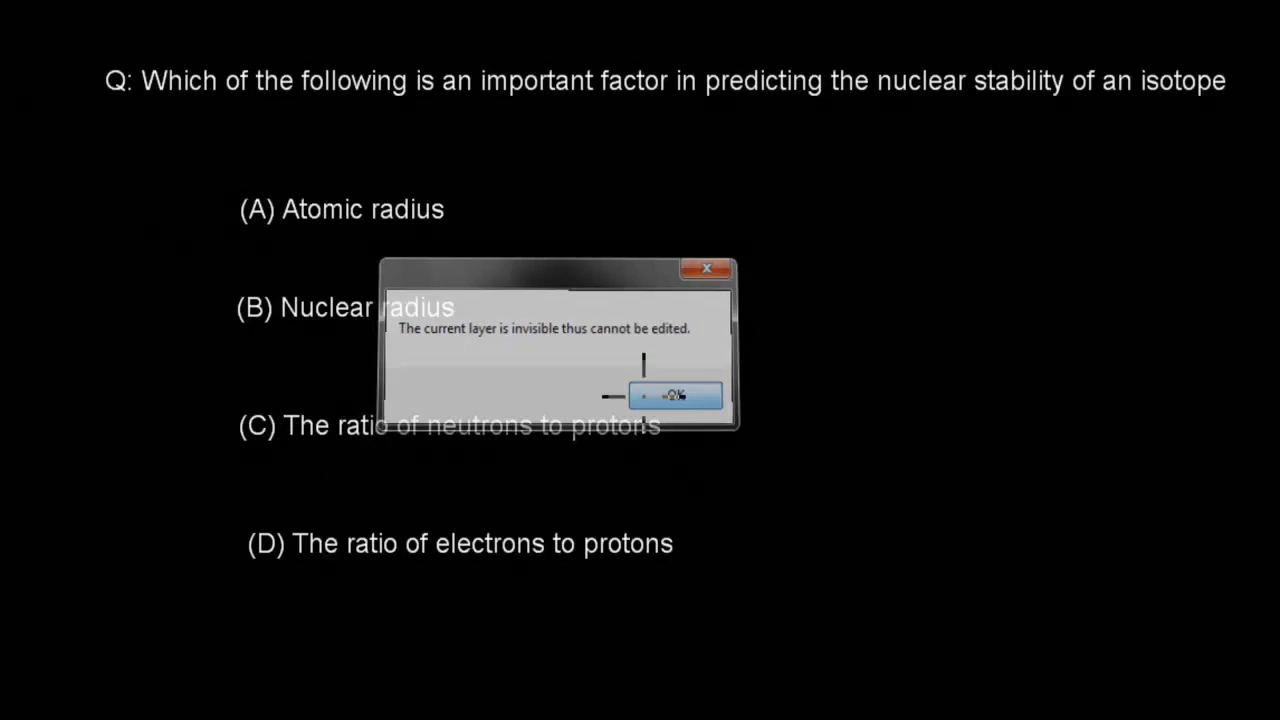 Q: Which of the following is an important factor in predicting the nuclear stability of an isotope
(A) Atomic radius
x
(B) Nuclear radius
The current layer is invisible thus cannot be edited.
OK
(C) The ratio of neutrons to protons
(D) The ratio of electrons to protons